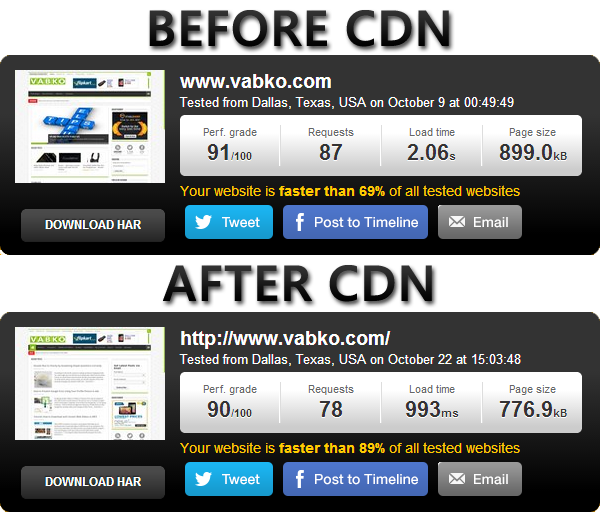 BEFORE CDN
VABKO
www.vabko.com
Tested from Dallas, Texas, USA on October 9 at 00:49:49
Perf. grade Requests Load time Page size
91/100 87 2.06s 899.0kB
Your website is faster than 69% of all tested websites
DOWNLOAD HAR
Tweet Post to Timeline Email
AFTER CDN
VABKO
http://www.vabko.com/
Tested from Dallas, Texas, USA on October 22 at 15:03:48
Perf. grade Requests Load time Page size
90/100 78 993ms 776.9kB
Your website is faster than 89% of all tested websites
DOWNLOAD HAR
Tweet Post to Timeline Email